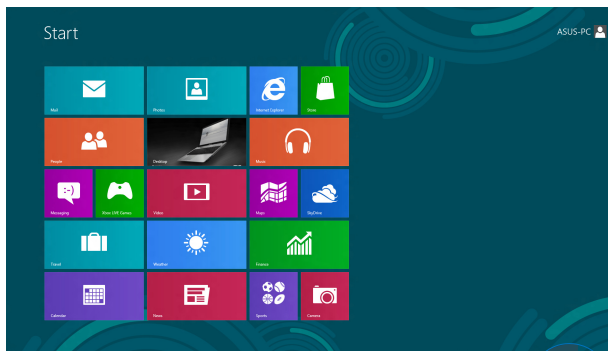 Start
ASUS-PC
Mail
Photos
Internet Explorer
Store
People
Desktop
Music
Messaging
Xbox LIVE Games
Video
Maps
SkyDrive
Travel
Weather
Finance
Calendar
News
Sports
Camera